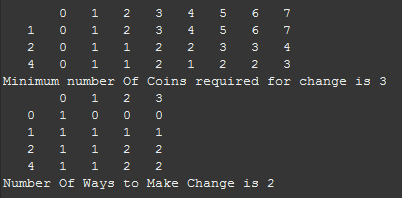 0 1 2 3 4 5 6 7
1 0 1 2 3 4 5 6 7
2 0 1 1 2 2 3 3 4
4 0 1 1 2 1 2 2 3
Minimum number Of Coins required for change is 3
0 1 2 3
0 1 0 0 0
1 1 1 1 1
2 1 1 2 2
4 1 1 2 2
Number Of Ways to Make Change is 2